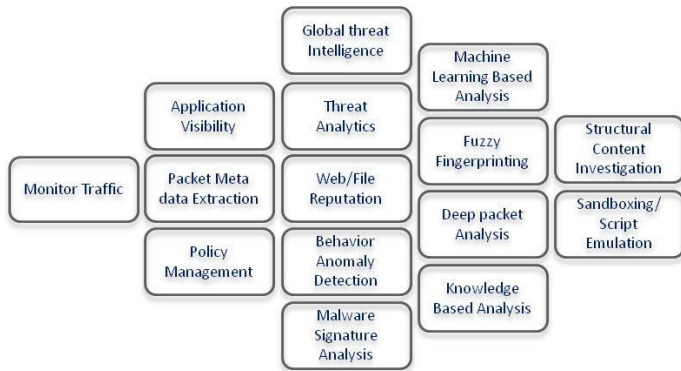 Monitor Traffic
Application
Visibility
Packet Meta
data Extraction
Policy
Management
Global threat
Intelligence
Threat
Analytics
Web/File
Reputation
Behavior
Anomaly
Detection
Malware
Signature
Analysis
Machine
Learning Based
Analysis
Fuzzy
Fingerprinting
Deep packet
Analysis
Knowledge
Based Analysis
Structural
Content
Investigation
Sandboxing/
Script
Emulation